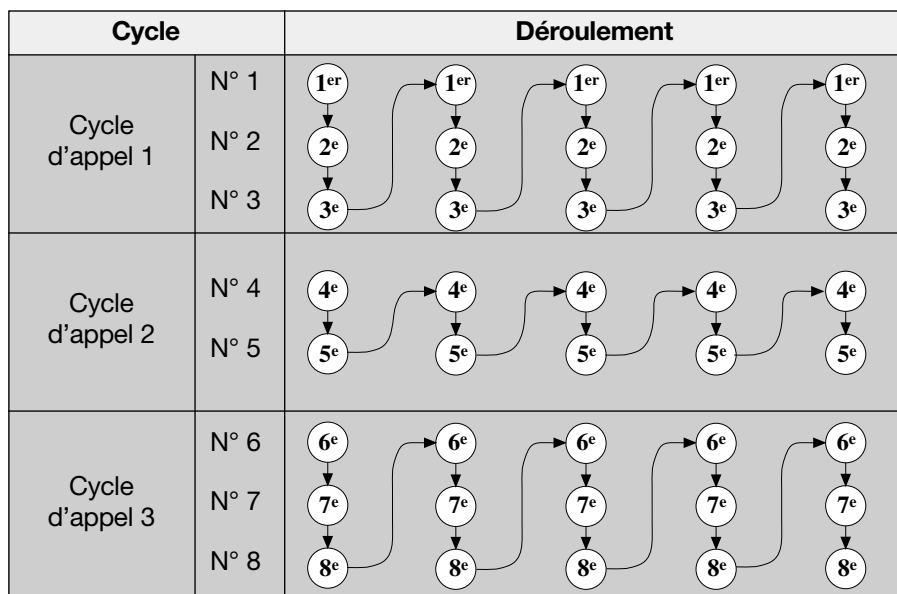 Cycle Déroulement
N° 1 1er 1er 1er 1er 1er
Cycle
d’appel 1
N° 2 2e 2e 2e 2e 2e
N° 3 3e 3e 3e 3e 3e
N° 4 4e 4e 4e 4e 4e
Cycle
d’appel 2
N° 5 5e 5e 5e 5e 5e
N° 6 6e 6e 6e 6e 6e
Cycle
d’appel 3
N° 7 7e 7e 7e 7e 7e
N° 8 8e 8e 8e 8e 8e